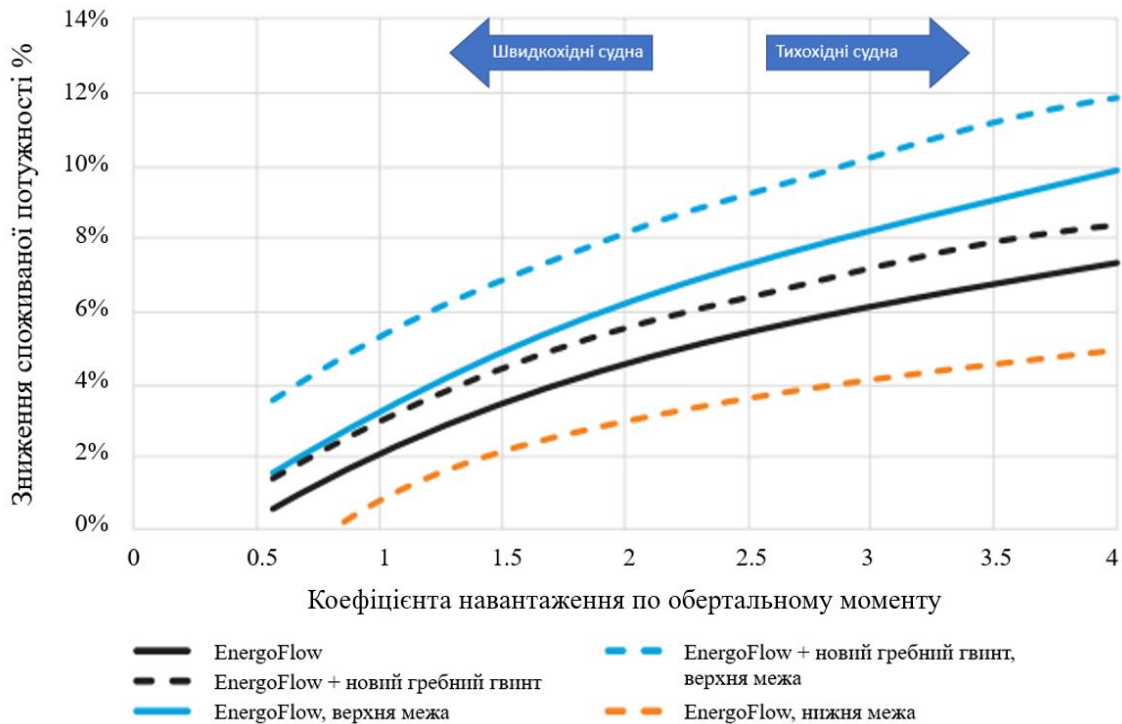 Зниження споживаної потужності %
14%
12%
10%
8%
6%
4%
2%
0%
Швидкохідні судна
Тихохідні судна
0
0.5
1
1.5
2
2.5
3
3.5
4
Коефіцієнта навантаження по обертальному моменту
EnergoFlow
EnergoFlow + новий гребний гвинт
EnergoFlow, верхня межа
EnergoFlow + новий гребний гвинт,
верхня межа
EnergoFlow, нижня межа